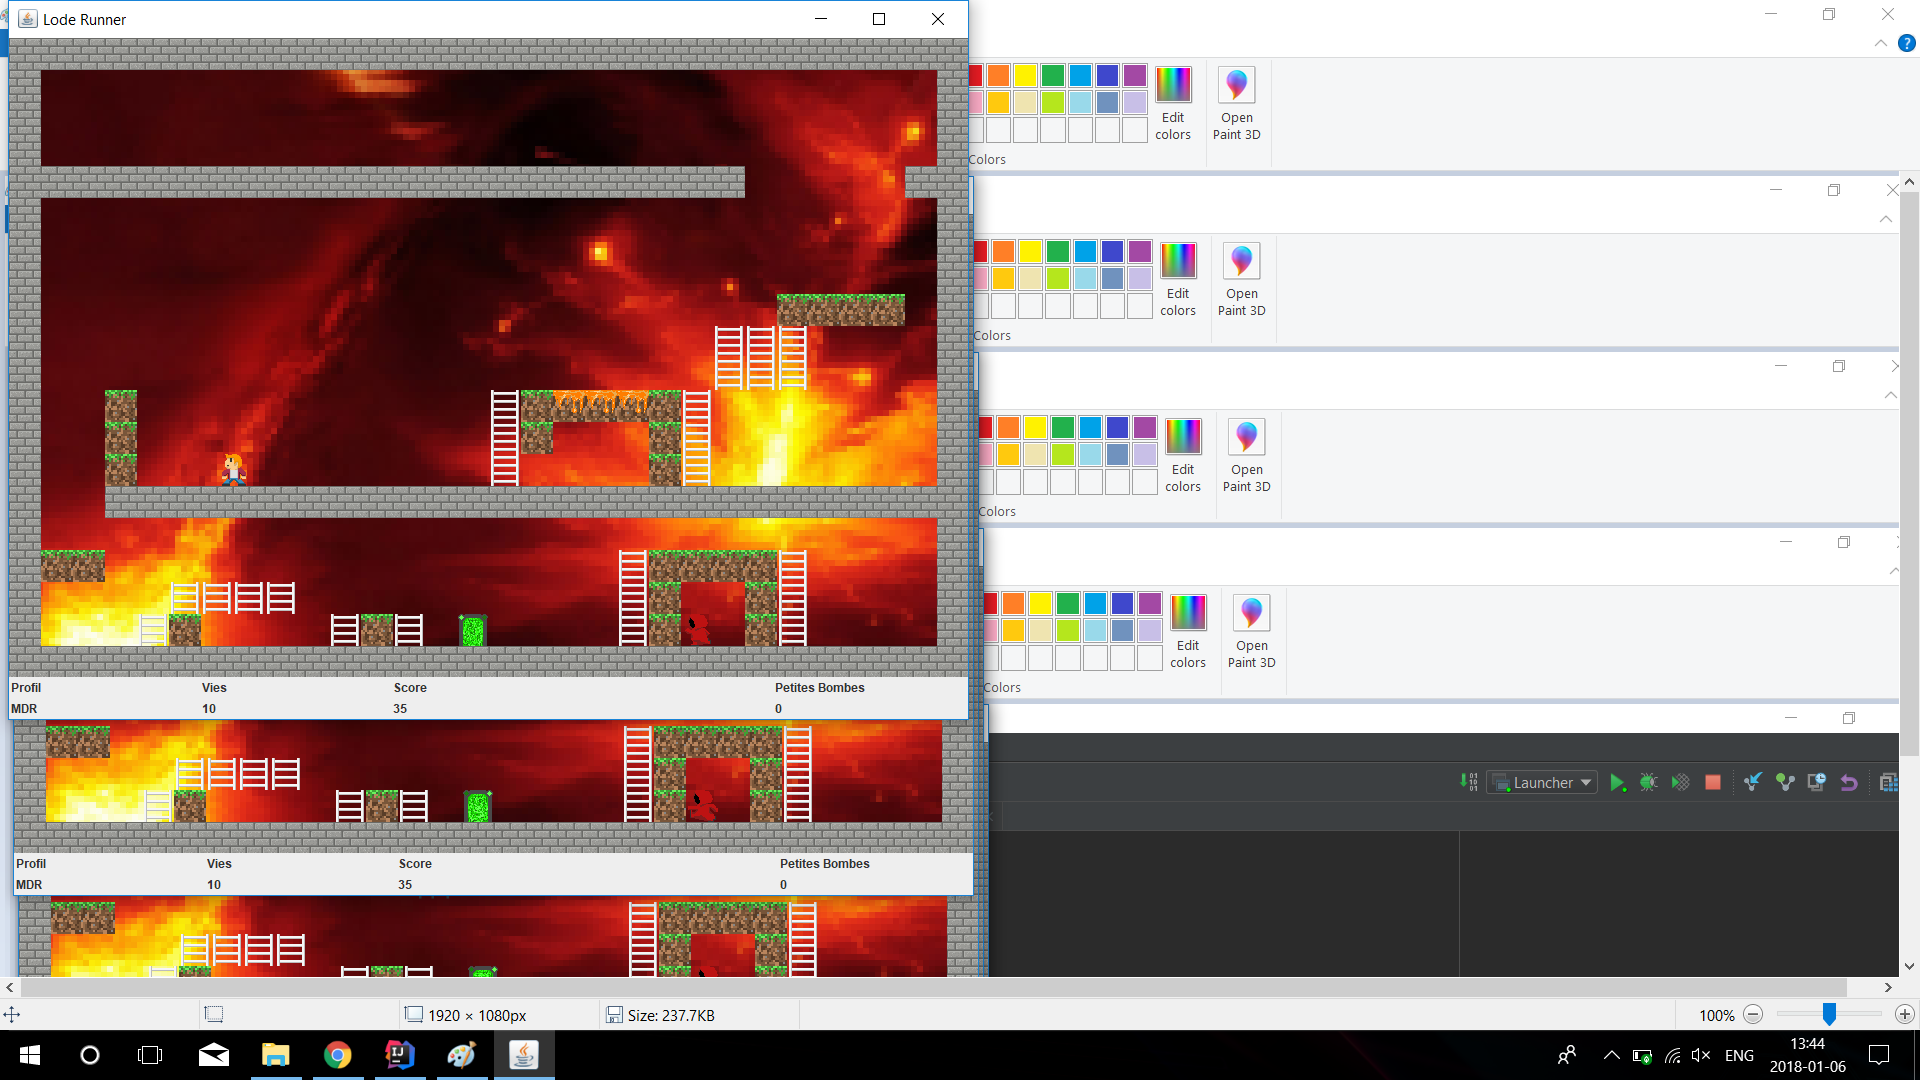 Lode Runner
?
Edit colors
Open Paint 3D
Colors
Edit colors
Open Paint 3D
Colors
Edit colors
Open Paint 3D
Colors
Edit colors
Open Paint 3D
Colors
Profil Vies Score Petites Bombes
MDR 10 35 0
Launcher
Profil Vies Score Petites Bombes
MDR 10 35 0
1920 × 1080px
Size: 237.7KB
100%
ENG
13:44
2018-01-06